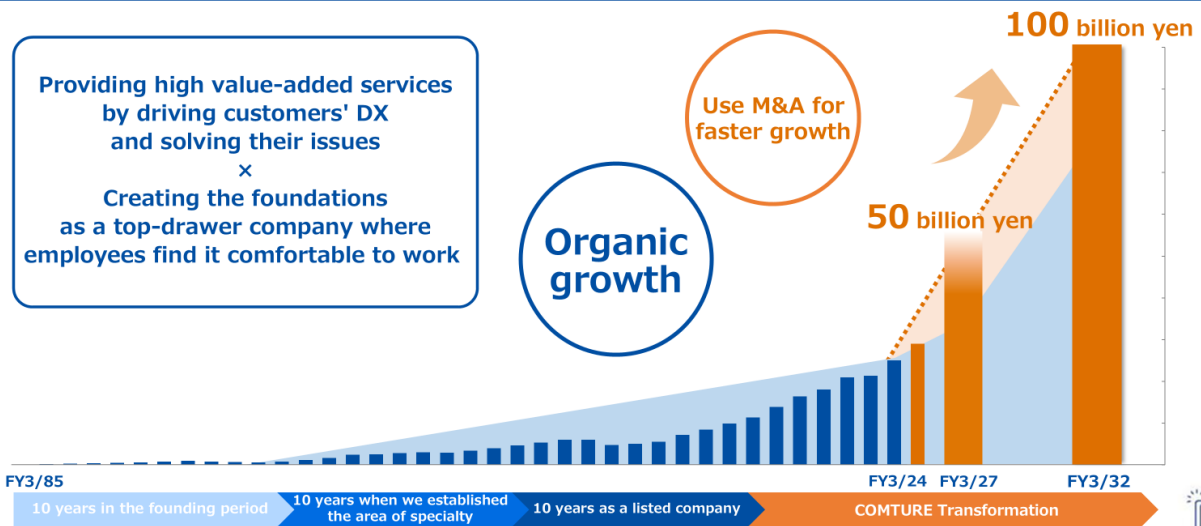 Providing high value-added services
by driving customers' DX
and solving their issues
×
Creating the foundations
as a top-drawer company where
employees find it comfortable to work
Organic
growth
Use M&A for
faster growth
50 billion yen
100 billion yen
FY3/85
FY3/24
FY3/27
FY3/32
10 years in the founding period
10 years when we established
the area of specialty
10 years as a listed company
COMTURE Transformation